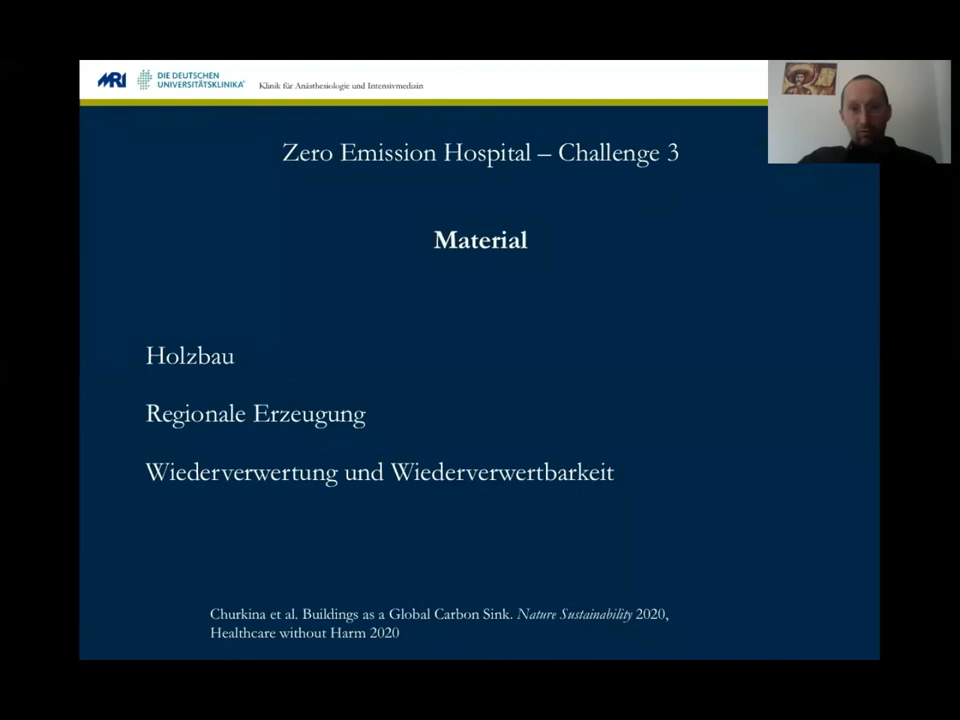 MRI
DIE DEUTSCHEN
UNIVERSITÄTSKLINIKA
Klinik für Anästhesiologie und Intensivmedizin
Zero Emission Hospital – Challenge 3
Material
Holzbau
Regionale Erzeugung
Wiederverwertung und Wiederverwertbarkeit
Churkina et al. Buildings as a Global Carbon Sink. Nature Sustainability 2020,
Healthcare without Harm 2020